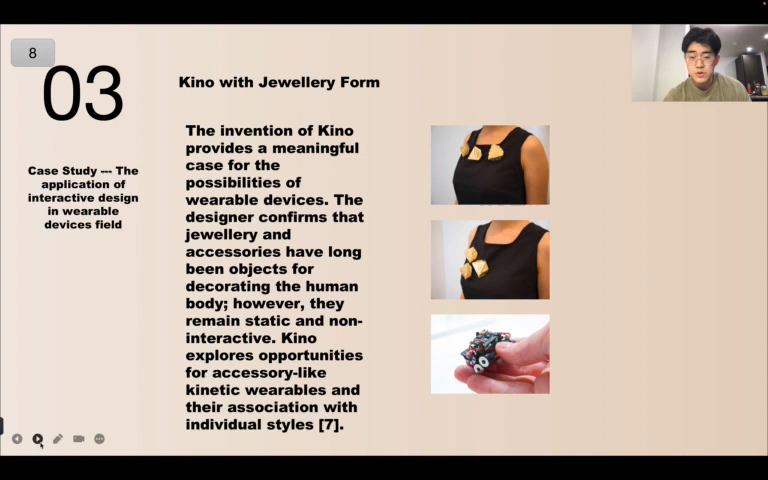 8
03
Kino with Jewellery Form
Case Study --- The
application of
interactive design
in wearable
devices field
The invention of Kino
provides a meaningful
case for the
possibilities of
wearable devices. The
designer confirms that
jewellery and
accessories have long
been objects for
decorating the human
body; however, they
remain static and non-
interactive. Kino
explores opportunities
for accessory-like
kinetic wearables and
their association with
individual styles [7].